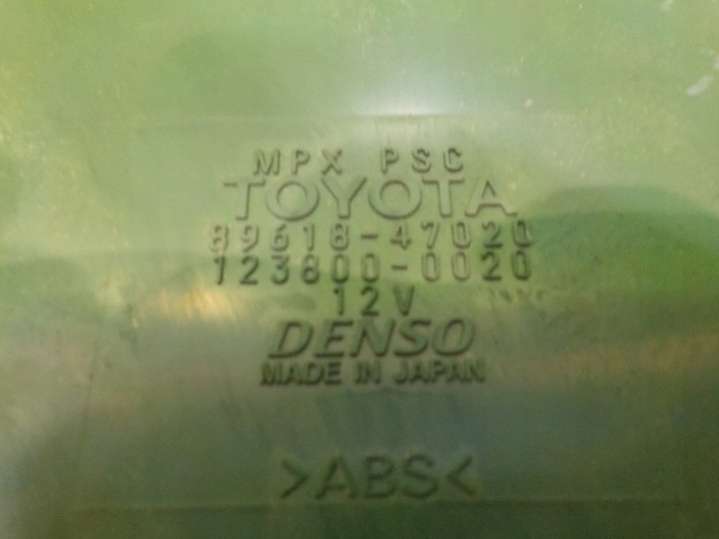 MPX PSC
TOYOTA
89618-47020
123800-0020
12V
DENSO
MADE IN JAPAN
>ABS<